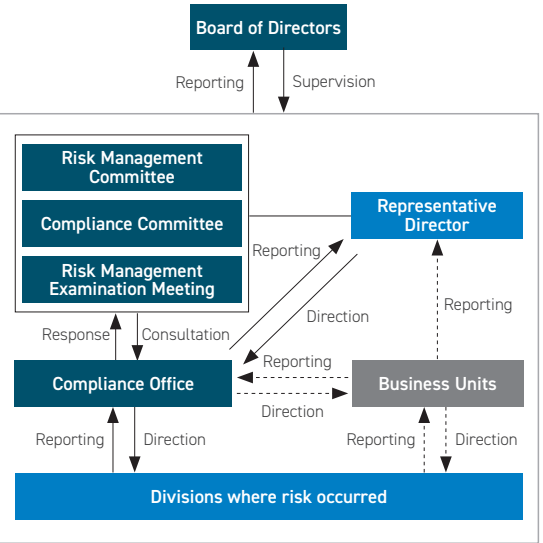 Board of Directors
Reporting
Supervision
Risk Management
Committee
Compliance Committee
Risk Management
Examination Meeting
Representative
Director
Reporting
Direction
Reporting
Response
Consultation
Compliance Office
Reporting
Direction
Business Units
Reporting
Direction
Reporting
Direction
Divisions where risk occurred